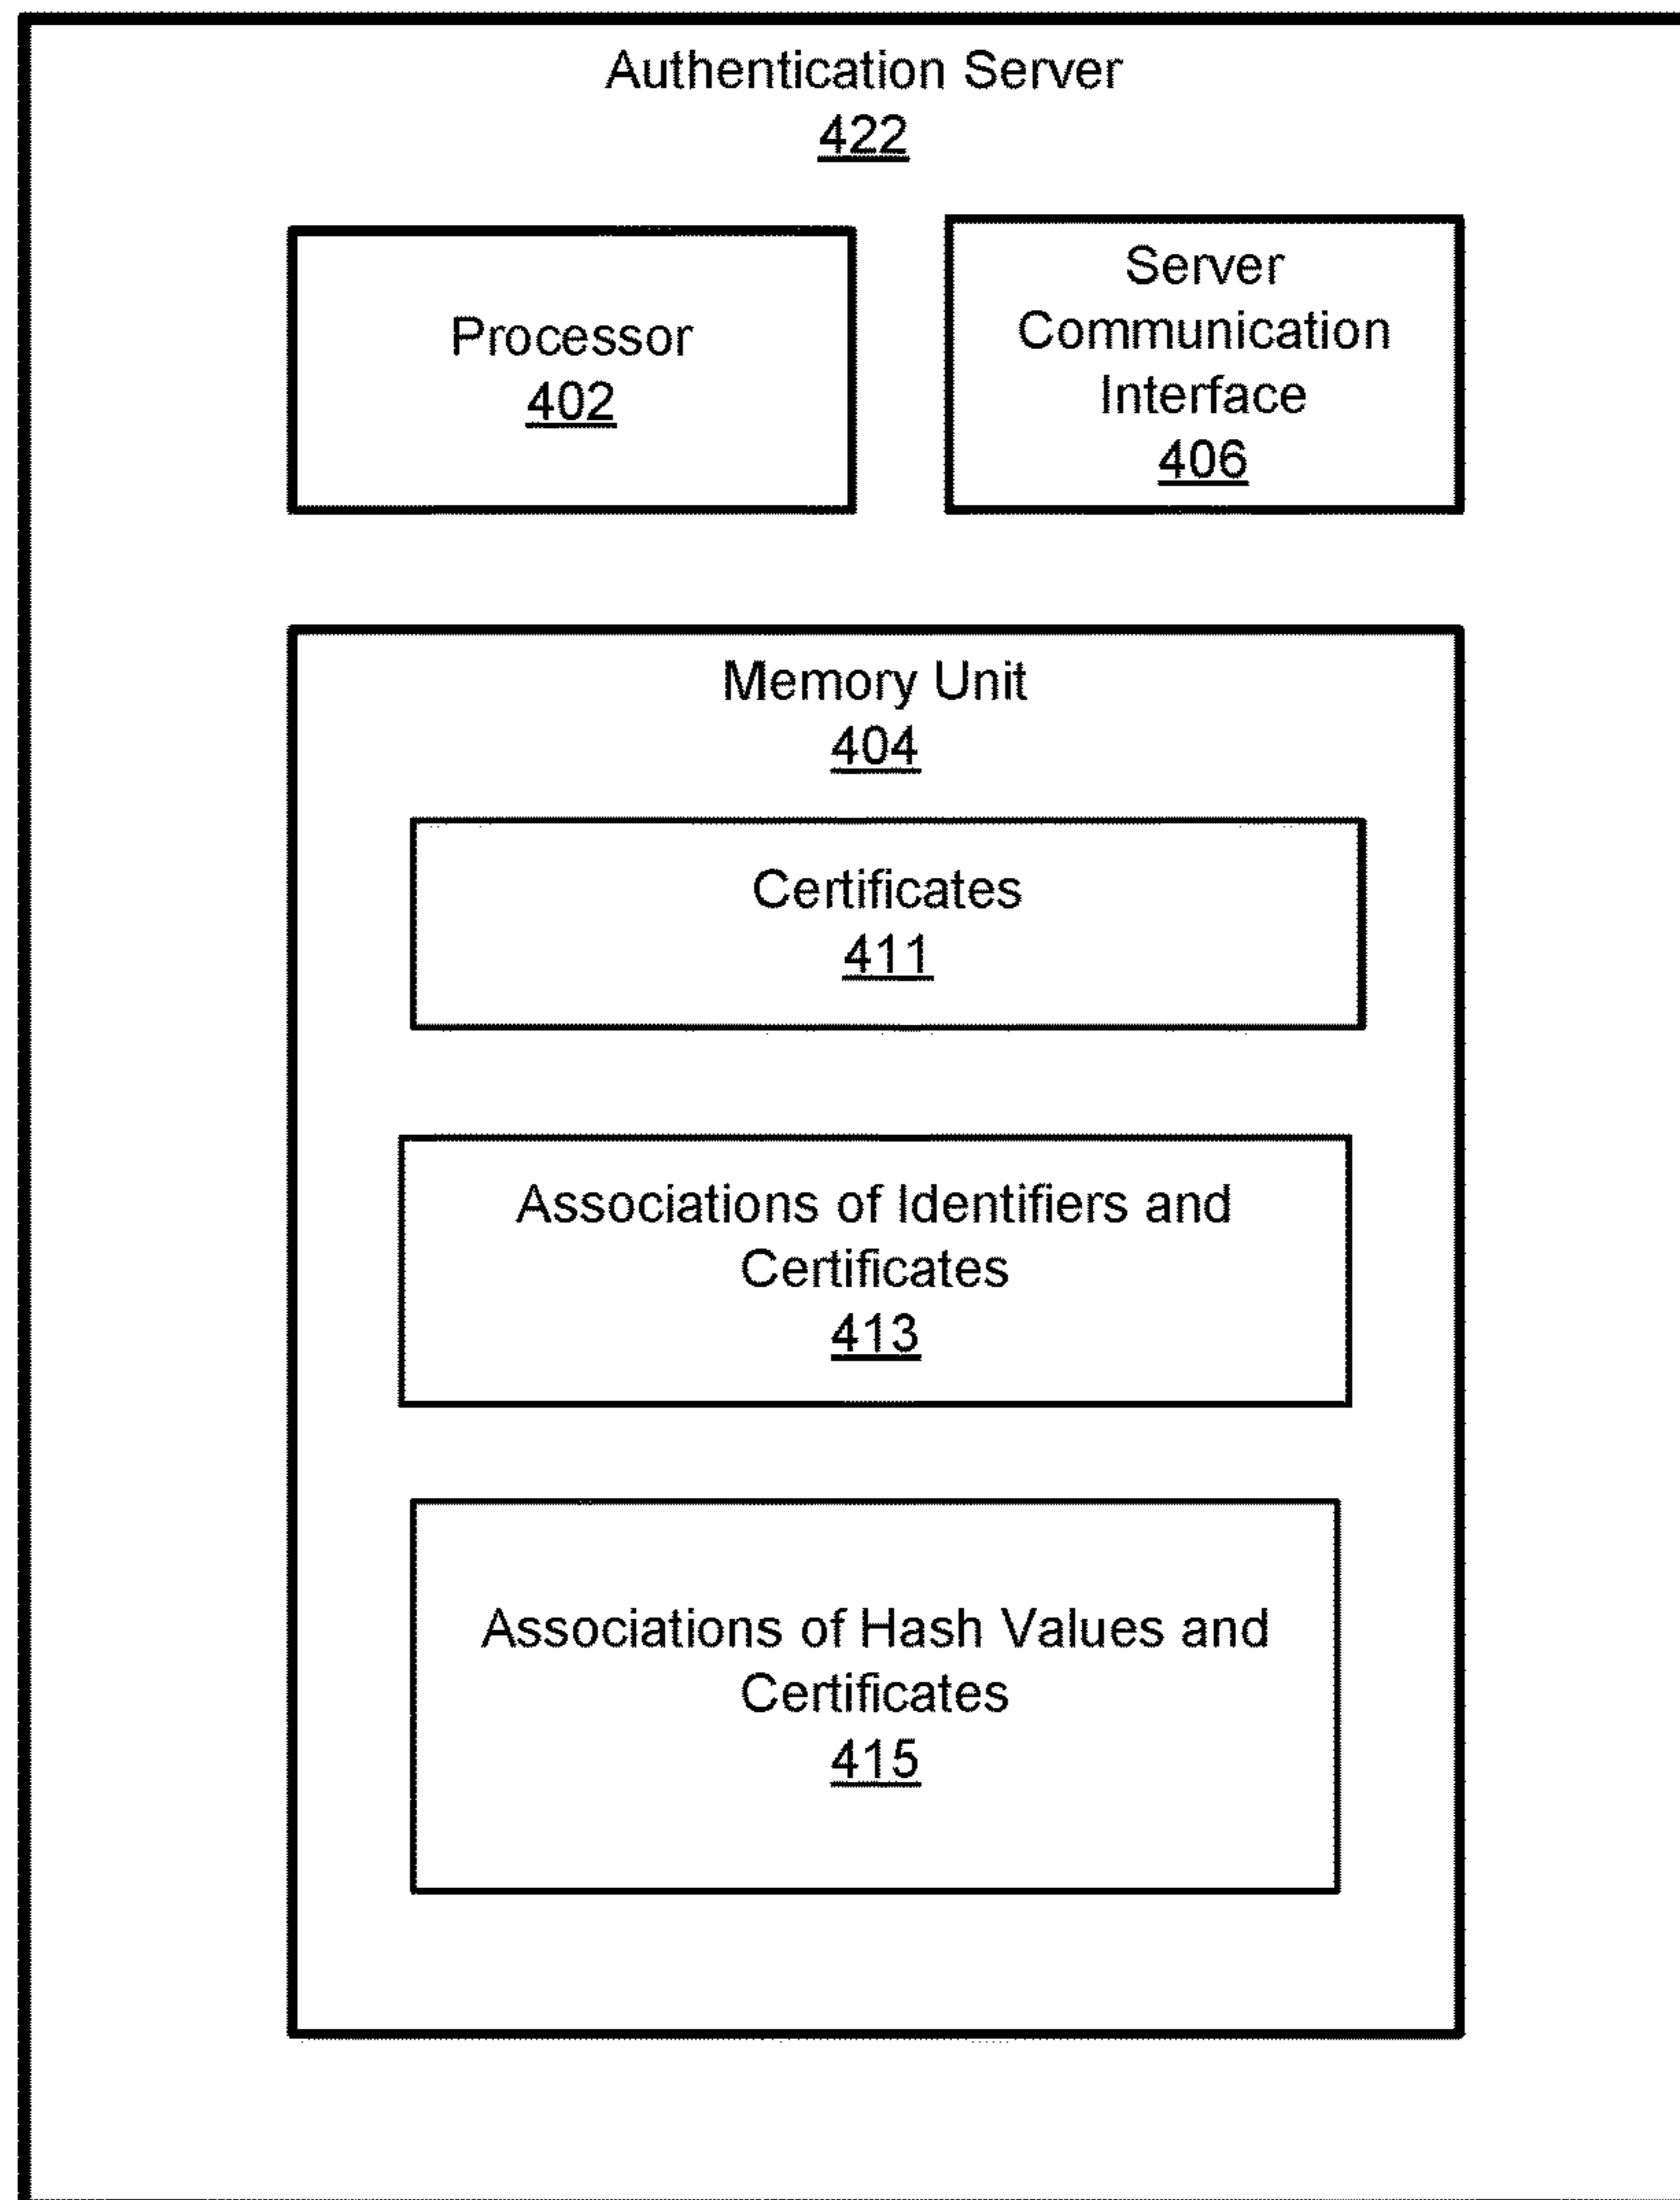 Authentication Server
422
Processor
402
Server
Communication
Interface
406
Memory Unit
404
Certificates
411
Associations of Identifiers and
Certificates
413
Associations of Hash Values and
Certificates
415